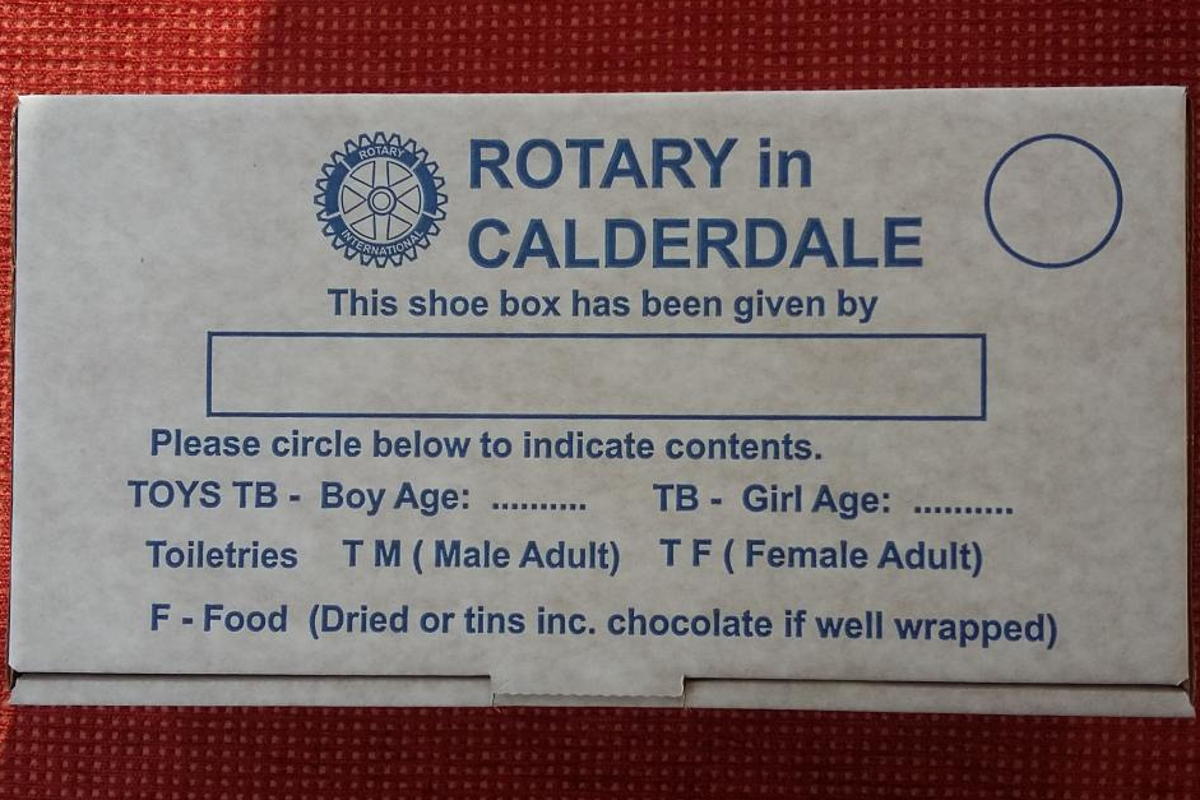 ROTARY
INTERNATIONAL
ROTARY in
CALDERDALE
This shoe box has been given by
Please circle below to indicate contents.
TOYS TB - Boy Age: .......... TB - Girl Age: ..........
Toiletries T M ( Male Adult) T F ( Female Adult)
F - Food (Dried or tins inc. chocolate if well wrapped)